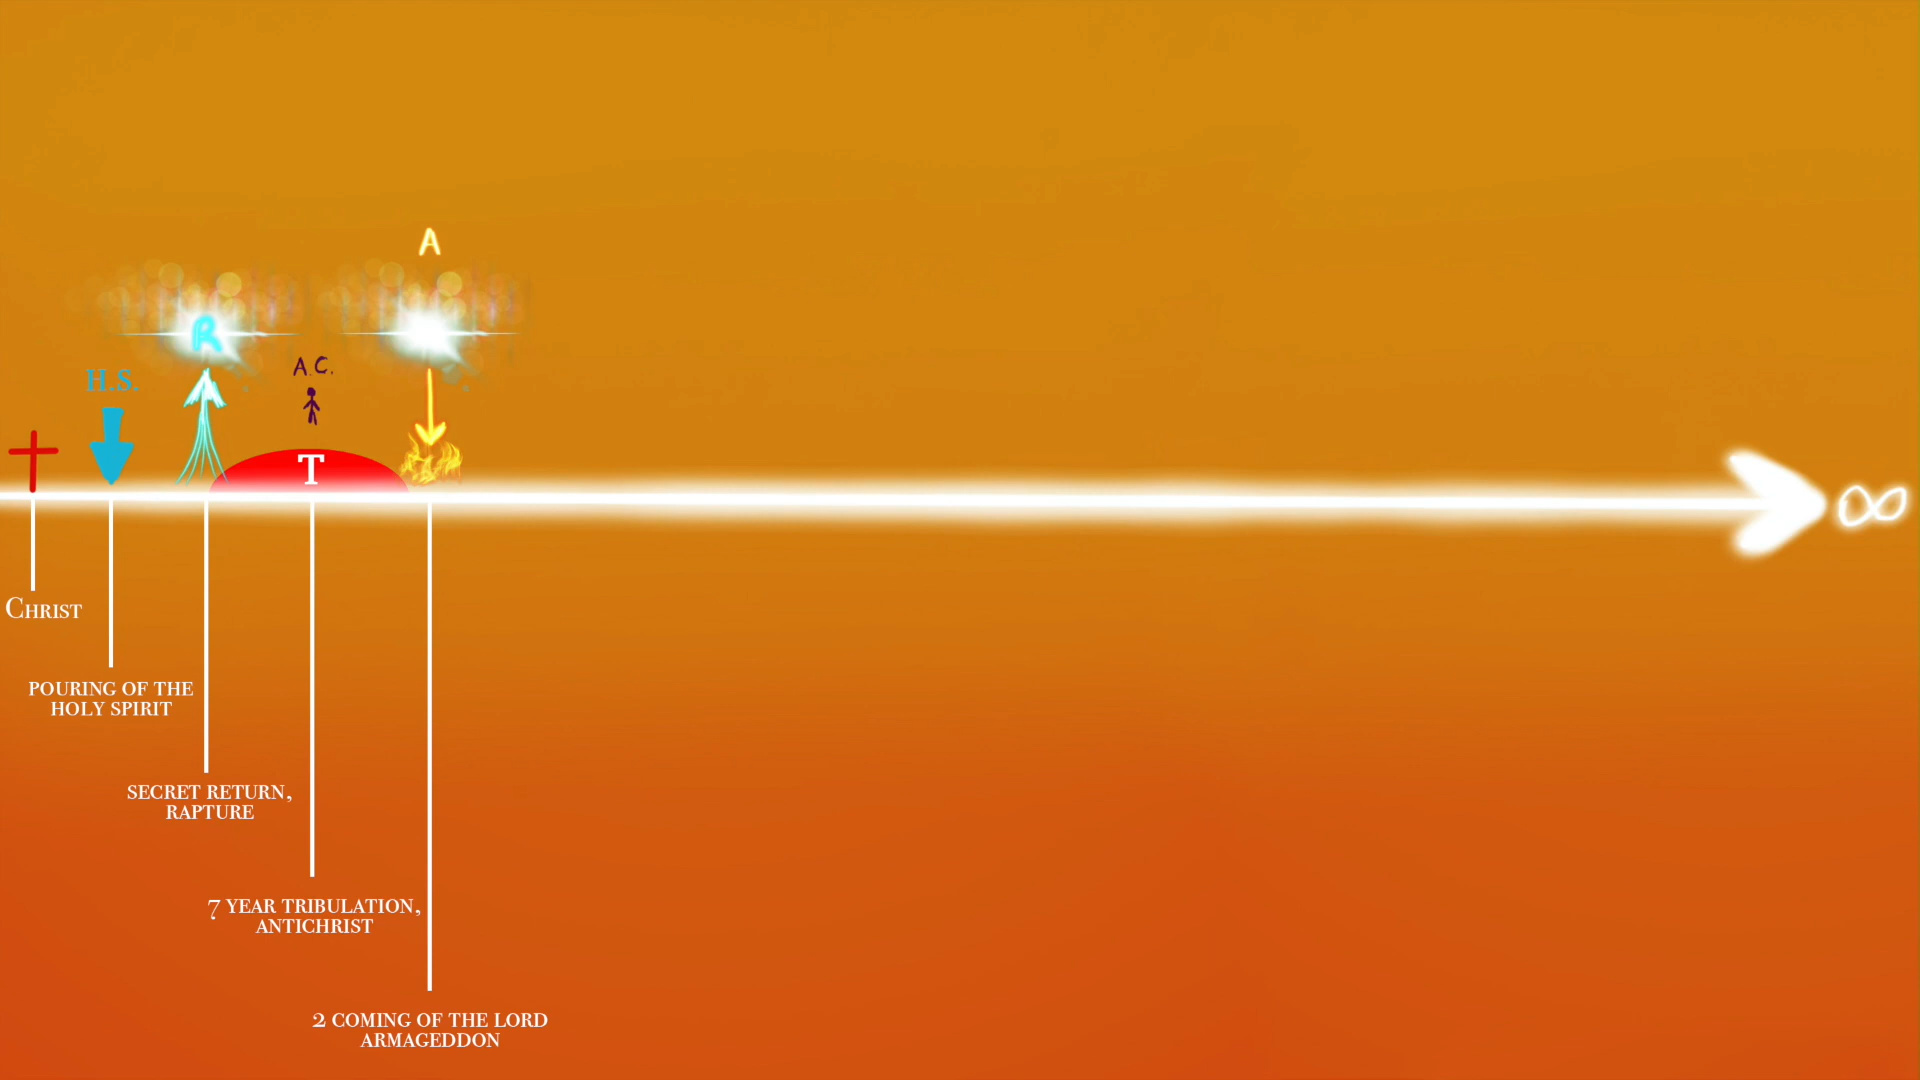 A
R
A.C.
H.S.
T
∞
Christ
POURING OF THE
HOLY SPIRIT
SECRET RETURN,
RAPTURE
7 YEAR TRIBULATION,
ANTICHRIST
2 COMING OF THE LORD
ARMAGEDDON